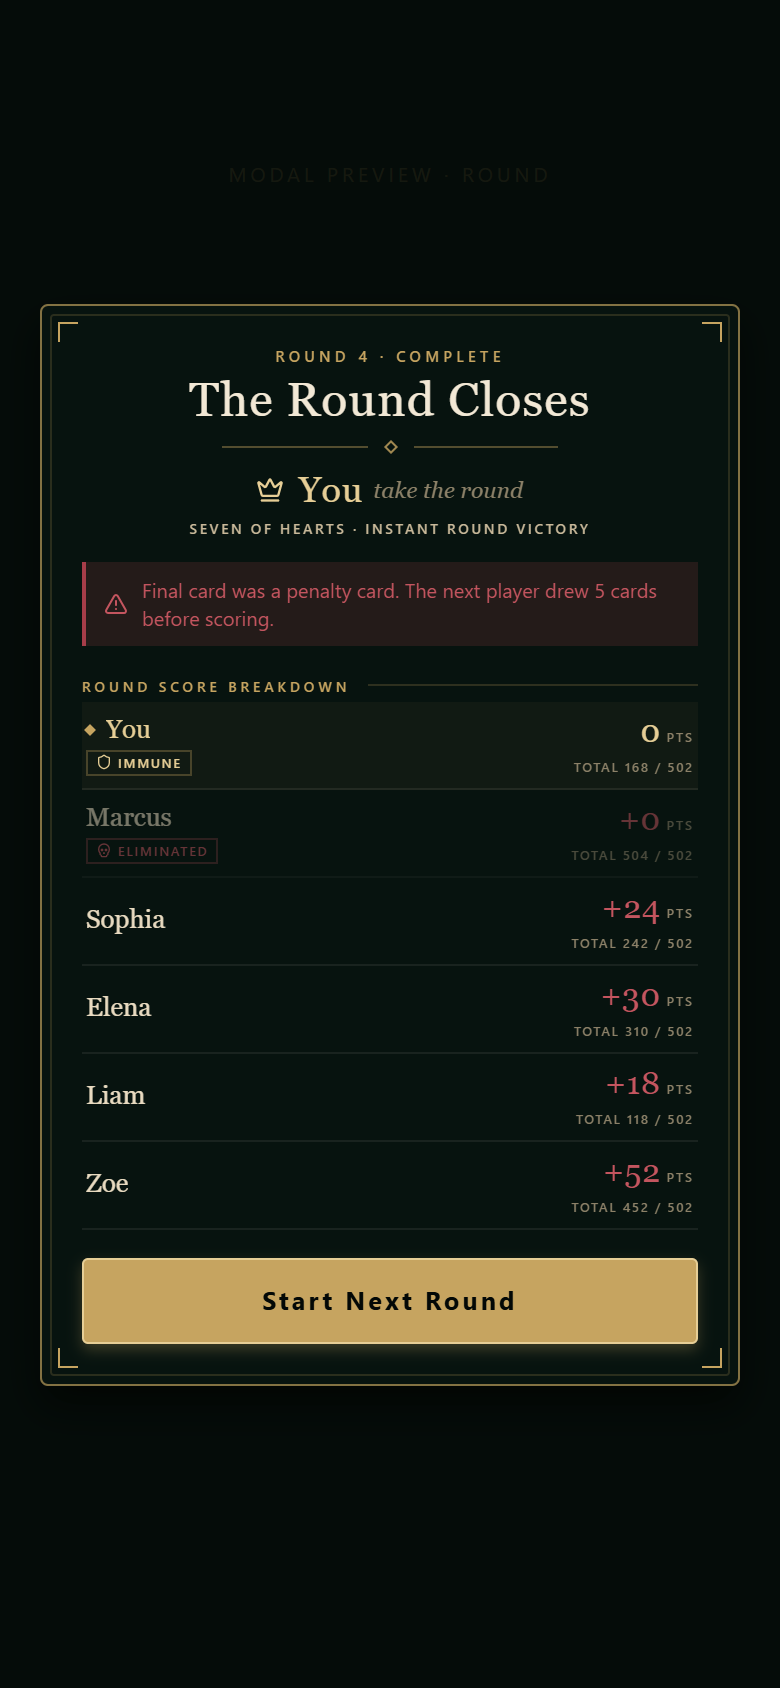 MODAL PREVIEW · ROUND
ROUND 4 · COMPLETE
The Round Closes
You take the round
SEVEN OF HEARTS · INSTANT ROUND VICTORY
Final card was a penalty card. The next player drew 5 cards
before scoring.
ROUND SCORE BREAKDOWN
You
0 PTS
IMMUNE
TOTAL 168 / 502
Marcus
+0 PTS
ELIMINATED
TOTAL 504 / 502
Sophia
+24 PTS
TOTAL 242 / 502
Elena
+30 PTS
TOTAL 310 / 502
Liam
+18 PTS
TOTAL 118 / 502
Zoe
+52 PTS
TOTAL 452 / 502
Start Next Round